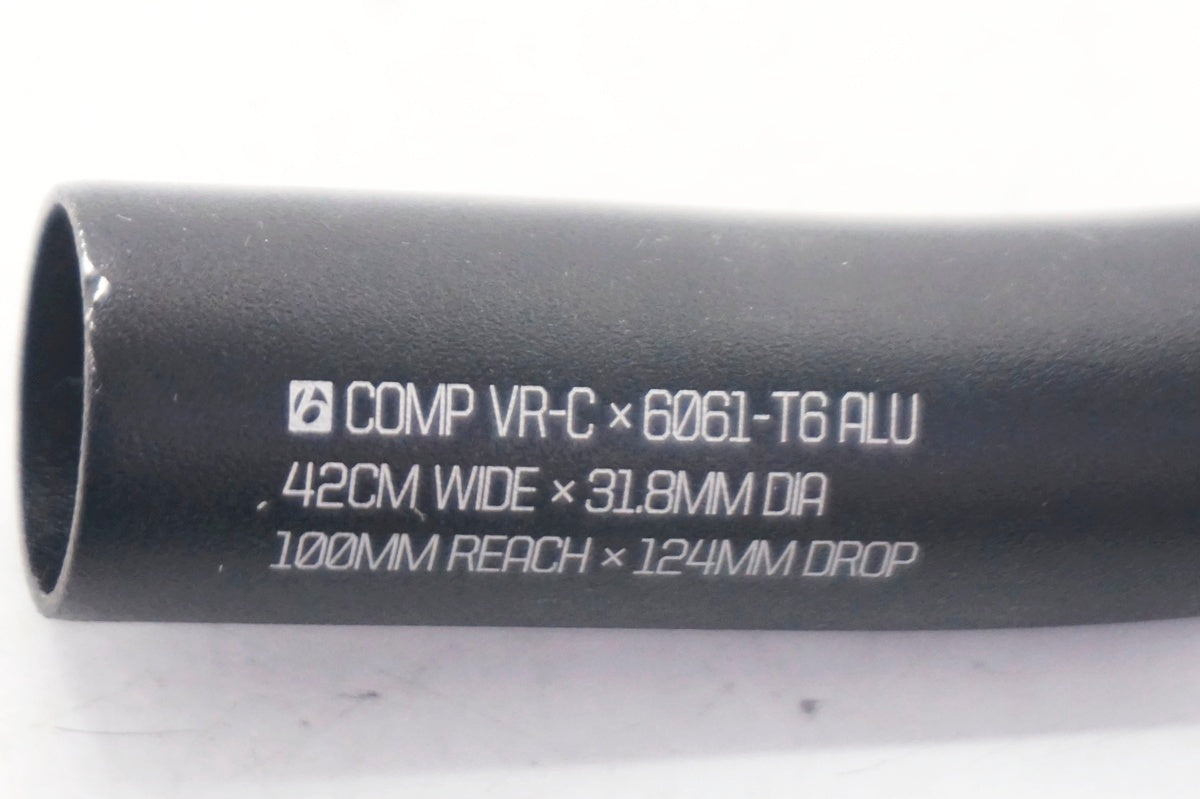 b COMP VR-C × 6061-T6 ALU
42CM WIDE × 31.8MM DIA
100MM REACH × 124MM DROP